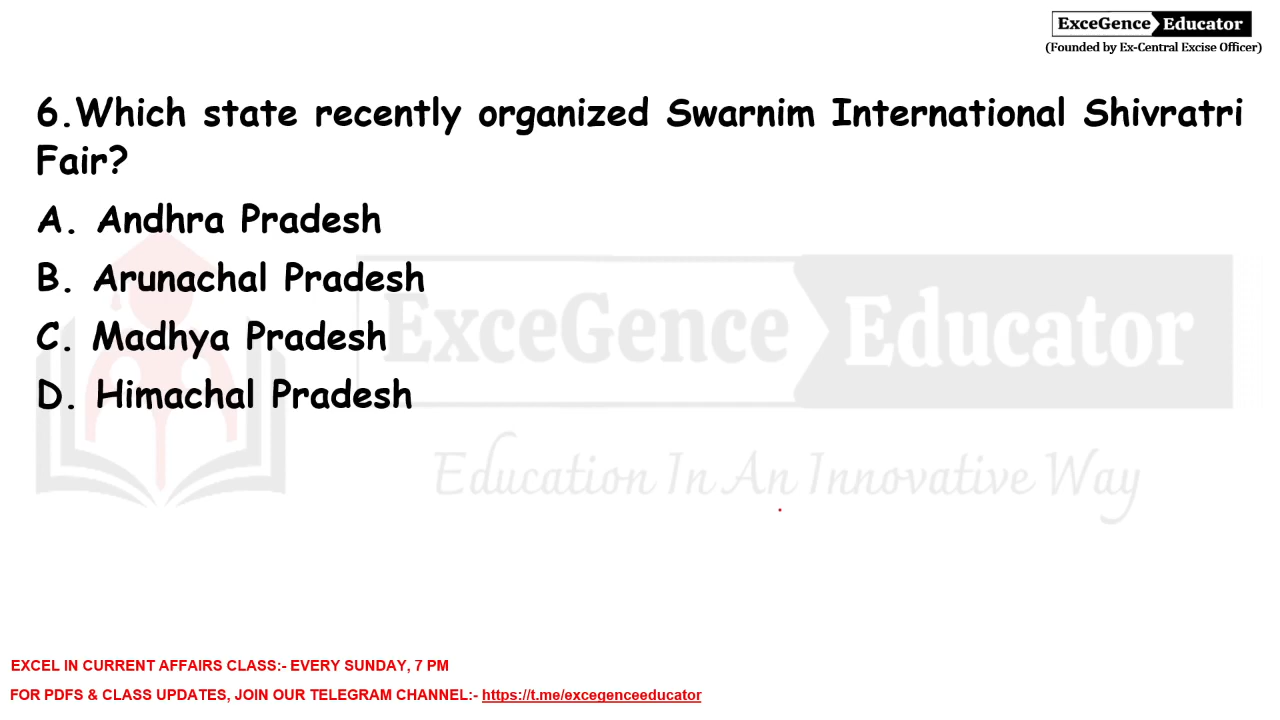 ExceGence Educator
(Founded by Ex-Central Excise Officer)
6.Which state recently organized Swarnim International Shivratri
Fair?
A. Andhra Pradesh
B. Arunachal Pradesh
C. Madhya Pradesh
D. Himachal Pradesh
ExceGence Educator
Education In An Innovative Way
EXCEL IN CURRENT AFFAIRS CLASS:- EVERY SUNDAY, 7 PM
FOR PDFS & CLASS UPDATES, JOIN OUR TELEGRAM CHANNEL:- https://t.me/excegenceeducator